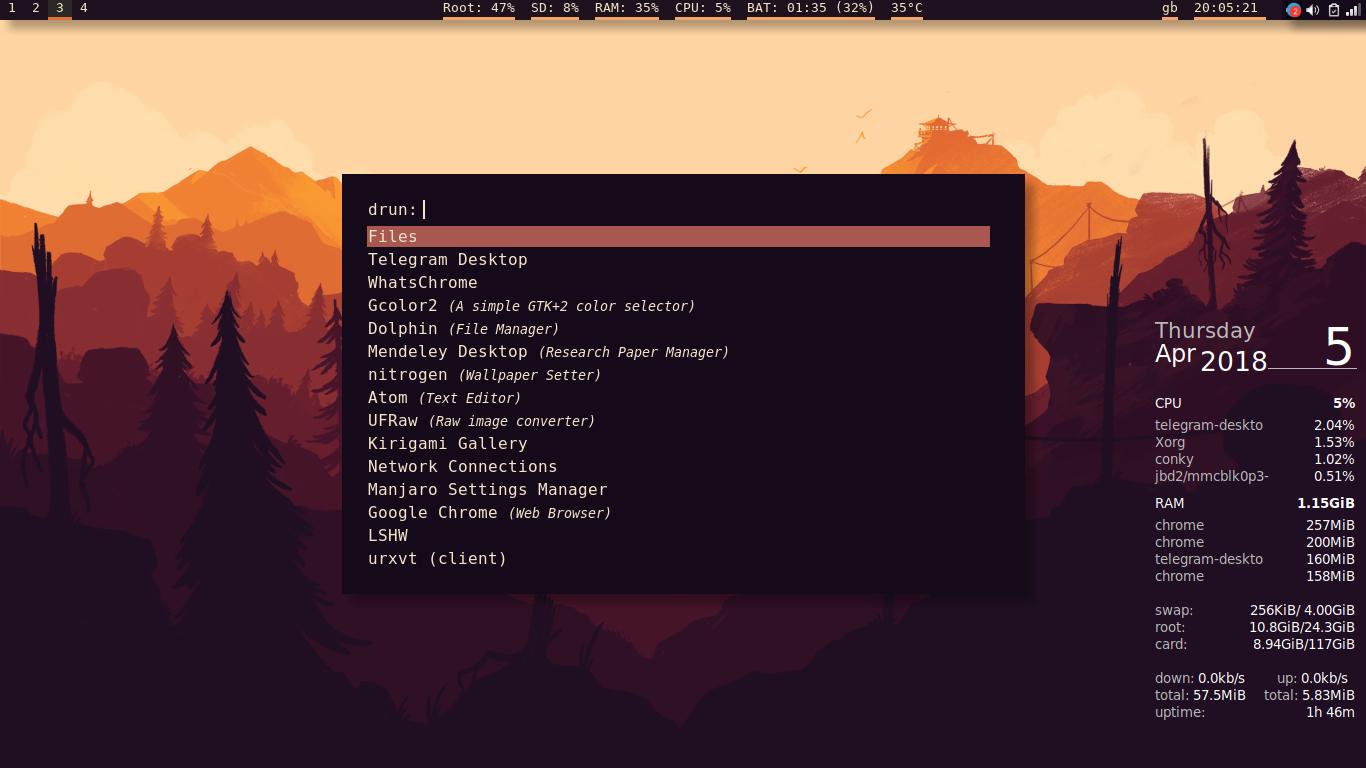 1 2 3 4 Root: 47% SD: 8% RAM: 35% CPU: 5% BAT: 01:35 (32%) 35°C gb 20:05:21 2
drun:
Files
Telegram Desktop
WhatsChrome
Gcolor2 (A simple GTK+2 color selector)
Dolphin (File Manager)
Mendeley Desktop (Research Paper Manager)
nitrogen (Wallpaper Setter)
Atom (Text Editor)
UFRaw (Raw image converter)
Kirigami Gallery
Network Connections
Manjaro Settings Manager
Google Chrome (Web Browser)
LSHW
urxvt (client)
Thursday
Apr 2018 5
CPU 5%
telegram-deskto 2.04%
Xorg 1.53%
conky 1.02%
jbd2/mmcblk0p3- 0.51%
RAM 1.15GiB
chrome 257MiB
chrome 200MiB
telegram-deskto 160MiB
chrome 158MiB
swap: 256KiB/ 4.00GiB
root: 10.8GiB/24.3GiB
card: 8.94GiB/117GiB
down: 0.0kb/s up: 0.0kb/s
total: 57.5MiB total: 5.83MiB
uptime: 1h 46m